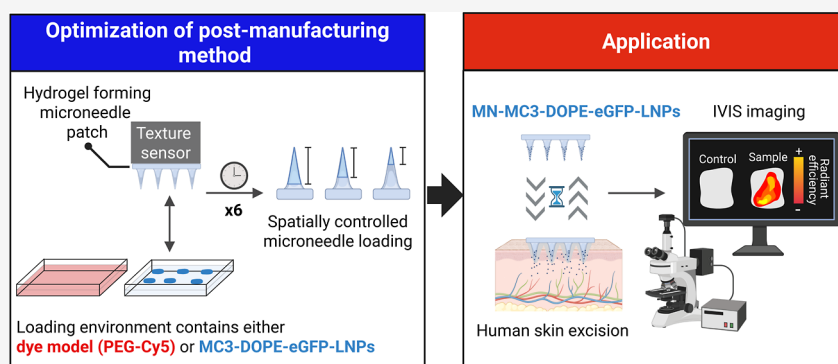 Optimization of post-manufacturing
method
Hydrogel forming
microneedle
patch
Texture
sensor
x6
Spatially controlled
microneedle loading
Loading environment contains either
dye model (PEG-Cy5) or MC3-DOPE-eGFP-LNPs
Application
MN-MC3-DOPE-eGFP-LNPs
IVIS imaging
Control
Sample
+
-
Radiant
efficiency
Human skin excision